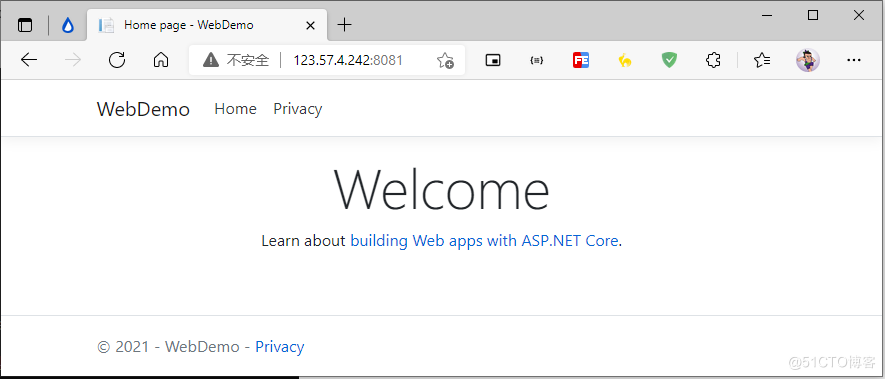 Home page - WebDemo
不安全 | 123.57.4.242:8081
WebDemo Home Privacy
Welcome
Learn about building Web apps with ASP.NET Core.
© 2021 - WebDemo - Privacy
@51CTO博客